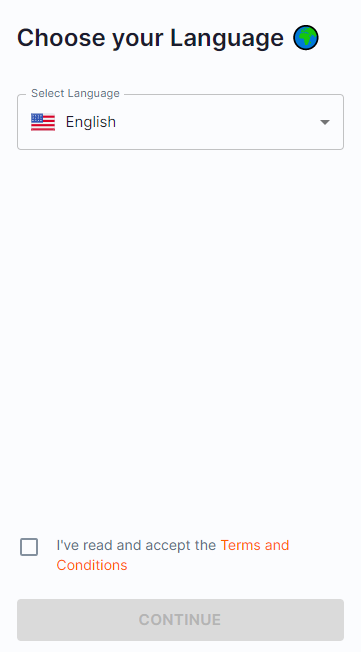 Choose your Language
Select Language
English
I've read and accept the Terms and
Conditions
CONTINUE